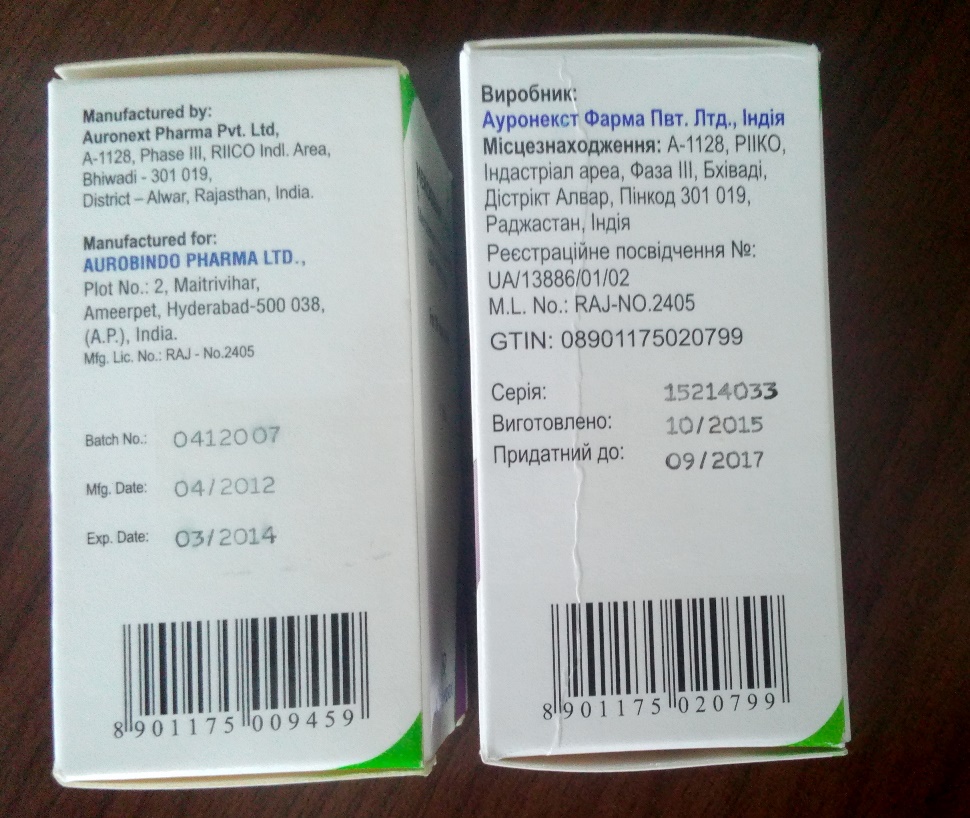 Manufactured by:
Auronext Pharma Pvt. Ltd,
A-1128, Phase III, RIICO Indl. Area,
Bhiwadi - 301 019,
District – Alwar, Rajasthan, India.
Manufactured for:
AUROBINDO PHARMA LTD.,
Plot No.: 2, Maitrivihar,
Ameerpet, Hyderabad-500 038,
(A.P.), India.
Mfg. Lic. No.: RAJ - No.2405
Batch No.: 0412007
Mfg. Date: 04/2012
Exp. Date: 03/2014
8 901175 009459
Виробник:
Ауронекст Фарма Пвт. Лтд., Індія
Місцезнаходження: А-1128, РІІКО,
Індастріал ареа, Фаза III, Бхіваді,
Дістрікт Алвар, Пінкод 301 019,
Раджастан, Індія
Реєстраційне посвідчення №:
UA/13886/01/02
M.L. No.: RAJ-NO.2405
GTIN: 08901175020799
Серія: 15214033
Виготовлено: 10/2015
Придатний до: 09/2017
8 901175 020799